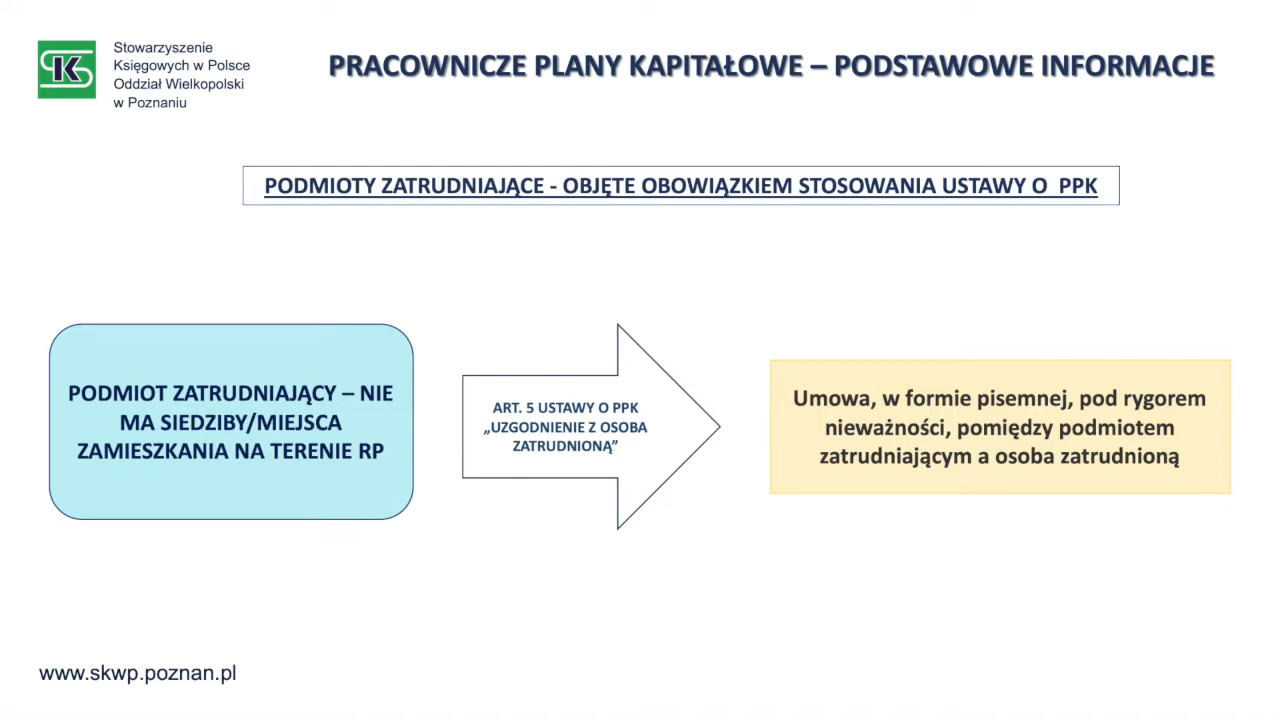 Stowarzyszenie
Księgowych w Polsce
Oddział Wielkopolski
w Poznaniu
PRACOWNICZE PLANY KAPITAŁOWE – PODSTAWOWE INFORMACJE
PODMIOTY ZATRUDNIAJĄCE - OBJĘTE OBOWIĄZKIEM STOSOWANIA USTAWY O PPK
PODMIOT ZATRUDNIAJĄCY – NIE
MA SIEDZIBY/MIEJSCA
ZAMIESZKANIA NA TERENIE RP
ART. 5 USTAWY O PPK
„UZGODNIENIE Z OSOBA
ZATRUDNIONĄ”
Umowa, w formie pisemnej, pod rygorem
nieważności, pomiędzy podmiotem
zatrudniającym a osoba zatrudnioną
www.skwp.poznan.pl